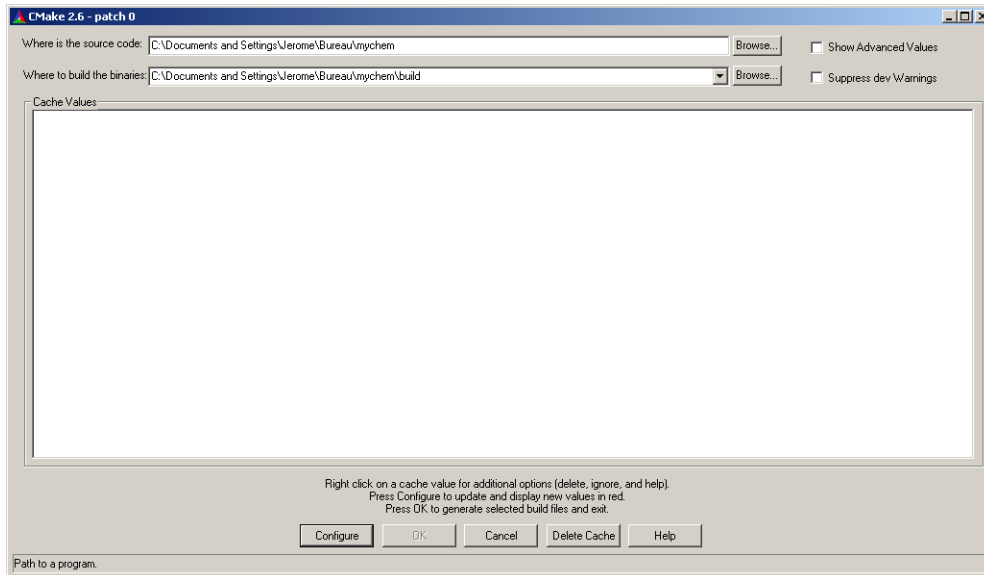 CMake 2.6 - patch 0
Where is the source code: C:\Documents and Settings\Jerome\Bureau\mychem Browse... Show Advanced Values
Where to build the binaries: C:\Documents and Settings\Jerome\Bureau\mychem\build Browse... Suppress dev Warnings
Cache Values
Right click on a cache value for additional options (delete, ignore, and help).
Press Configure to update and display new values in red.
Press OK to generate selected build files and exit.
Configure OK Cancel Delete Cache Help
Path to a program.